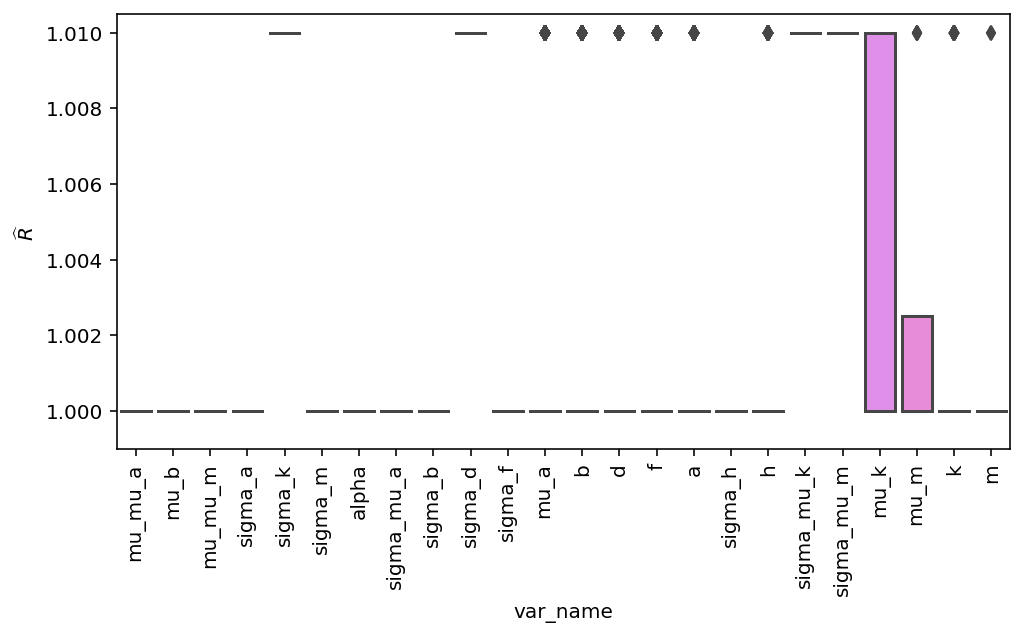 1.010
1.008
1.006
1.004
1.002
1.000
R̂
mu_mu_a
mu_b
mu_mu_m
sigma_a
sigma_k
sigma_m
alpha
sigma_mu_a
sigma_b
sigma_d
sigma_f
mu_a
b
d
f
a
sigma_h
h
sigma_mu_k
sigma_mu_m
mu_k
mu_m
k
m
var_name